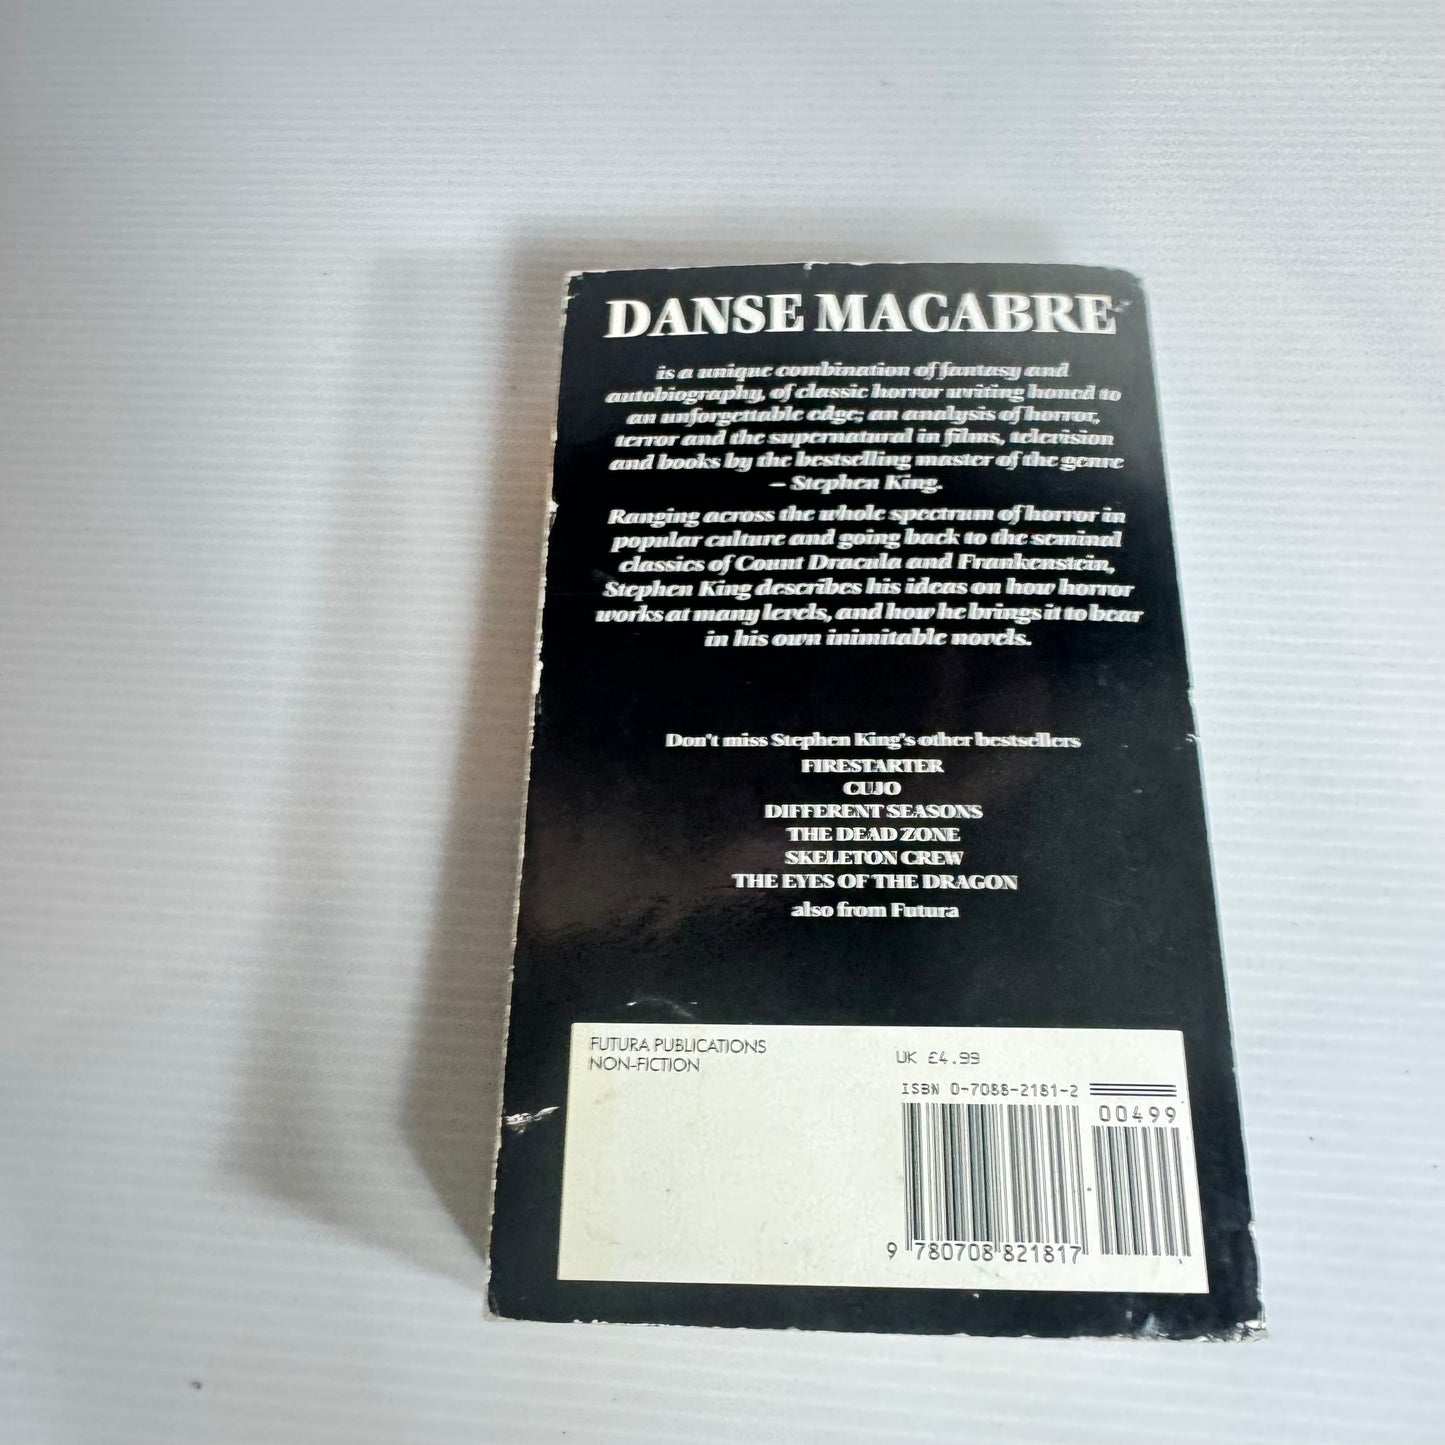 DANSE MACABRE
is a unique combination of fantasy and
autobiography, of classic horror writing honed to
an unforgettable edge; an analysis of horror,
terror and the supernatural in films, television
and books by the bestselling master of the genre
– Stephen King.
Ranging across the whole spectrum of horror in
popular culture and going back to the seminal
classics of Count Dracula and Frankenstein,
Stephen King describes his ideas on how horror
works at many levels, and how he brings it to bear
in his own inimitable novels.
Don't miss Stephen King's other bestsellers
FIRESTARTER
CUJO
DIFFERENT SEASONS
THE DEAD ZONE
SKELETON CREW
THE EYES OF THE DRAGON
also from Futura
FUTURA PUBLICATIONS
NON-FICTION
UK £4.99
ISBN 0-7088-2181-2
00499
9 780708 821817